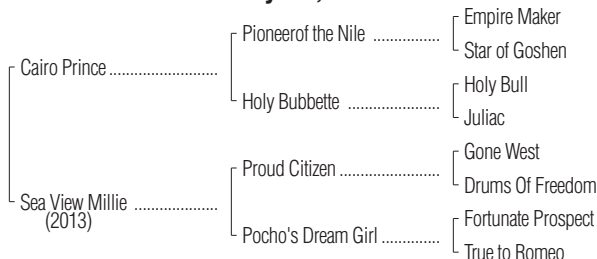 Empire Maker
Pioneerof the Nile ................
Star of Goshen
Cairo Prince ..........................
Holy Bull
Holy Bubbette ......................
Juliac
Gone West
Proud Citizen ........................
Drums Of Freedom
Sea View Millie ....................
(2013)
Fortunate Prospect
Pocho's Dream Girl ..............
True to Romeo